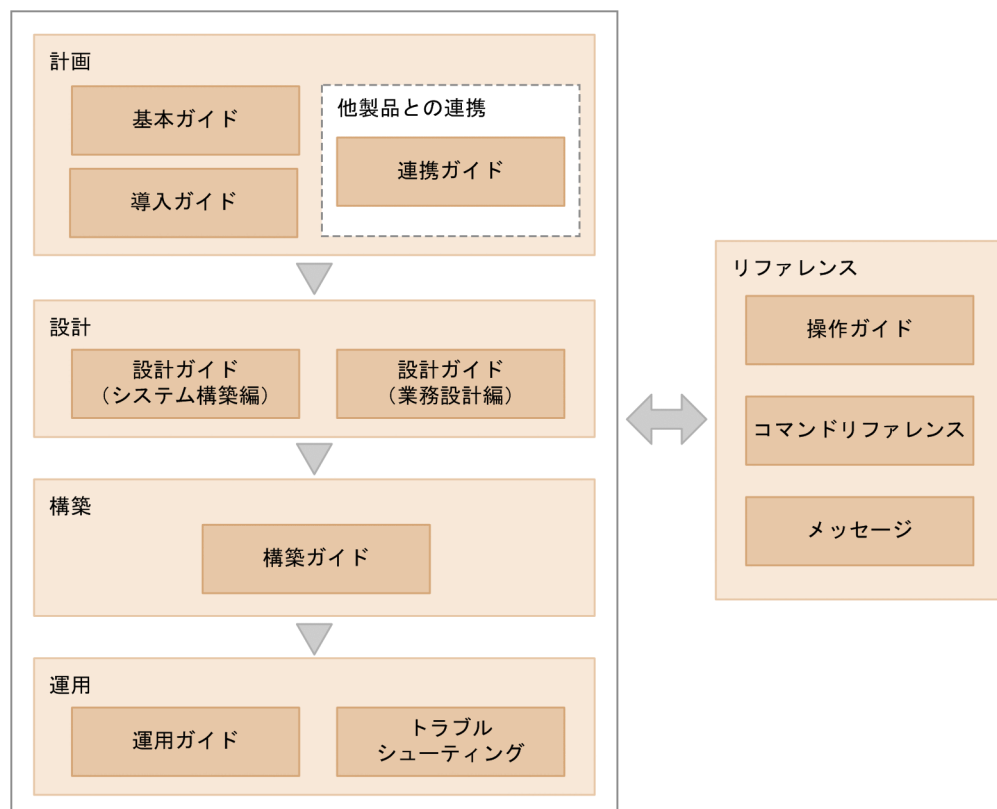 計画
基本ガイド
導入ガイド
他製品との連携
連携ガイド
設計
設計ガイド
（システム構築編）
設計ガイド
（業務設計編）
構築
構築ガイド
運用
運用ガイド
トラブル
シューティング
リファレンス
操作ガイド
コマンドリファレンス
メッセージ